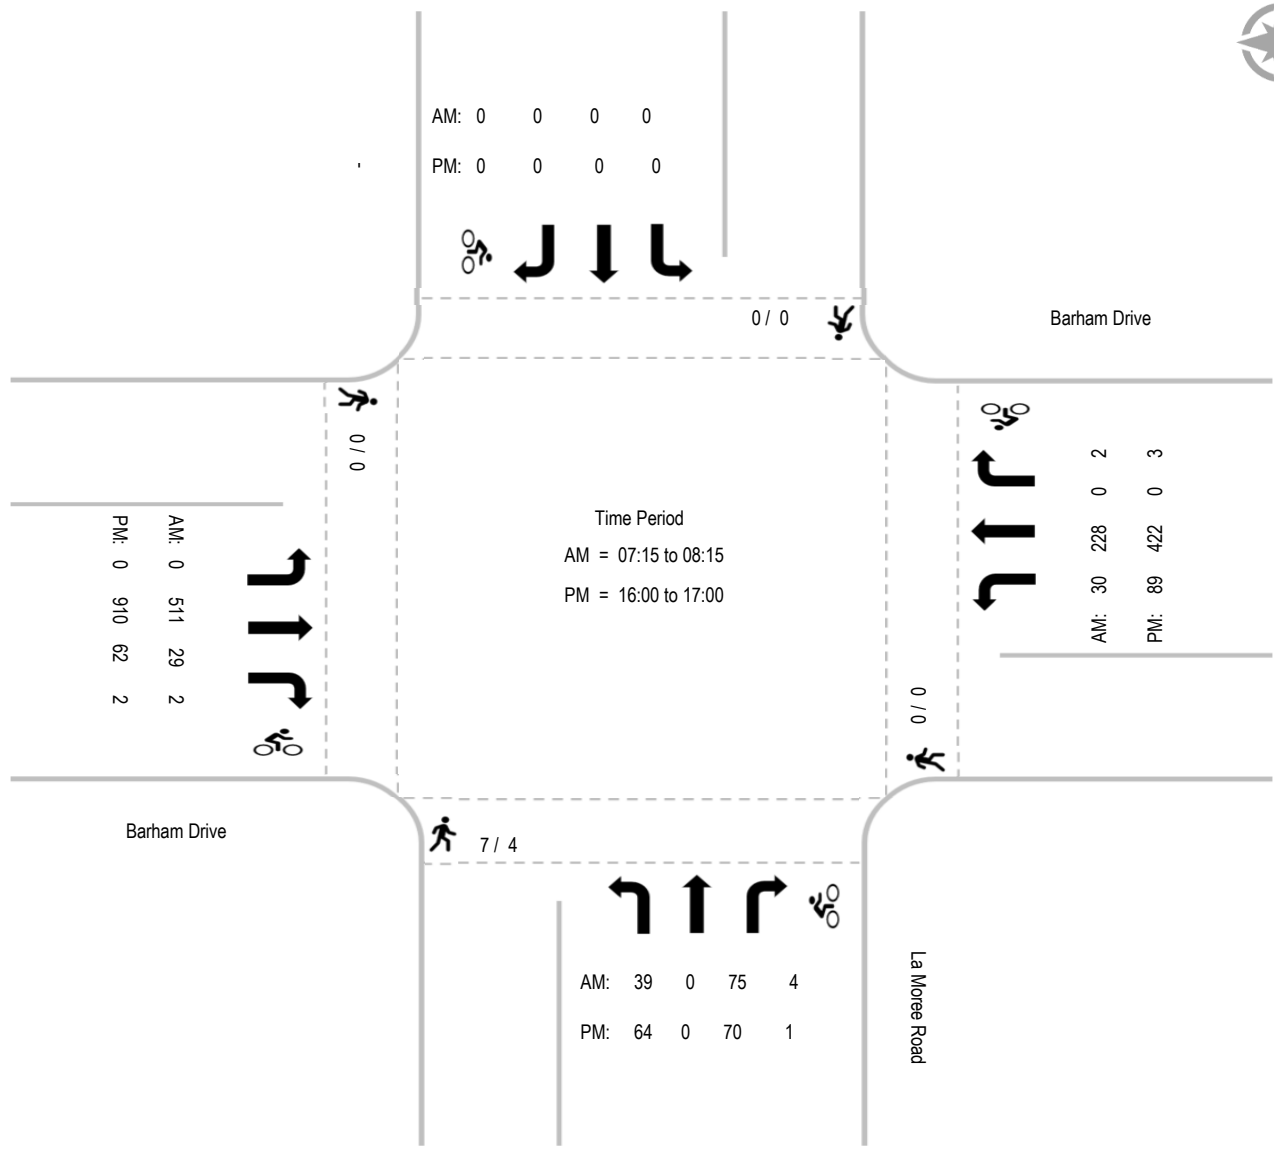 AM: 0 0 0 0
PM: 0 0 0 0
'
0 / 0
Barham Drive
0 / 0
AM: 0 511 29 2
PM: 0 910 62 2
Time Period
AM = 07:15 to 08:15
PM = 16:00 to 17:00
AM: 30 228 0 2
PM: 89 422 0 3
0 / 0
Barham Drive
7 / 4
AM: 39 0 75 4
PM: 64 0 70 1
La Moree Road